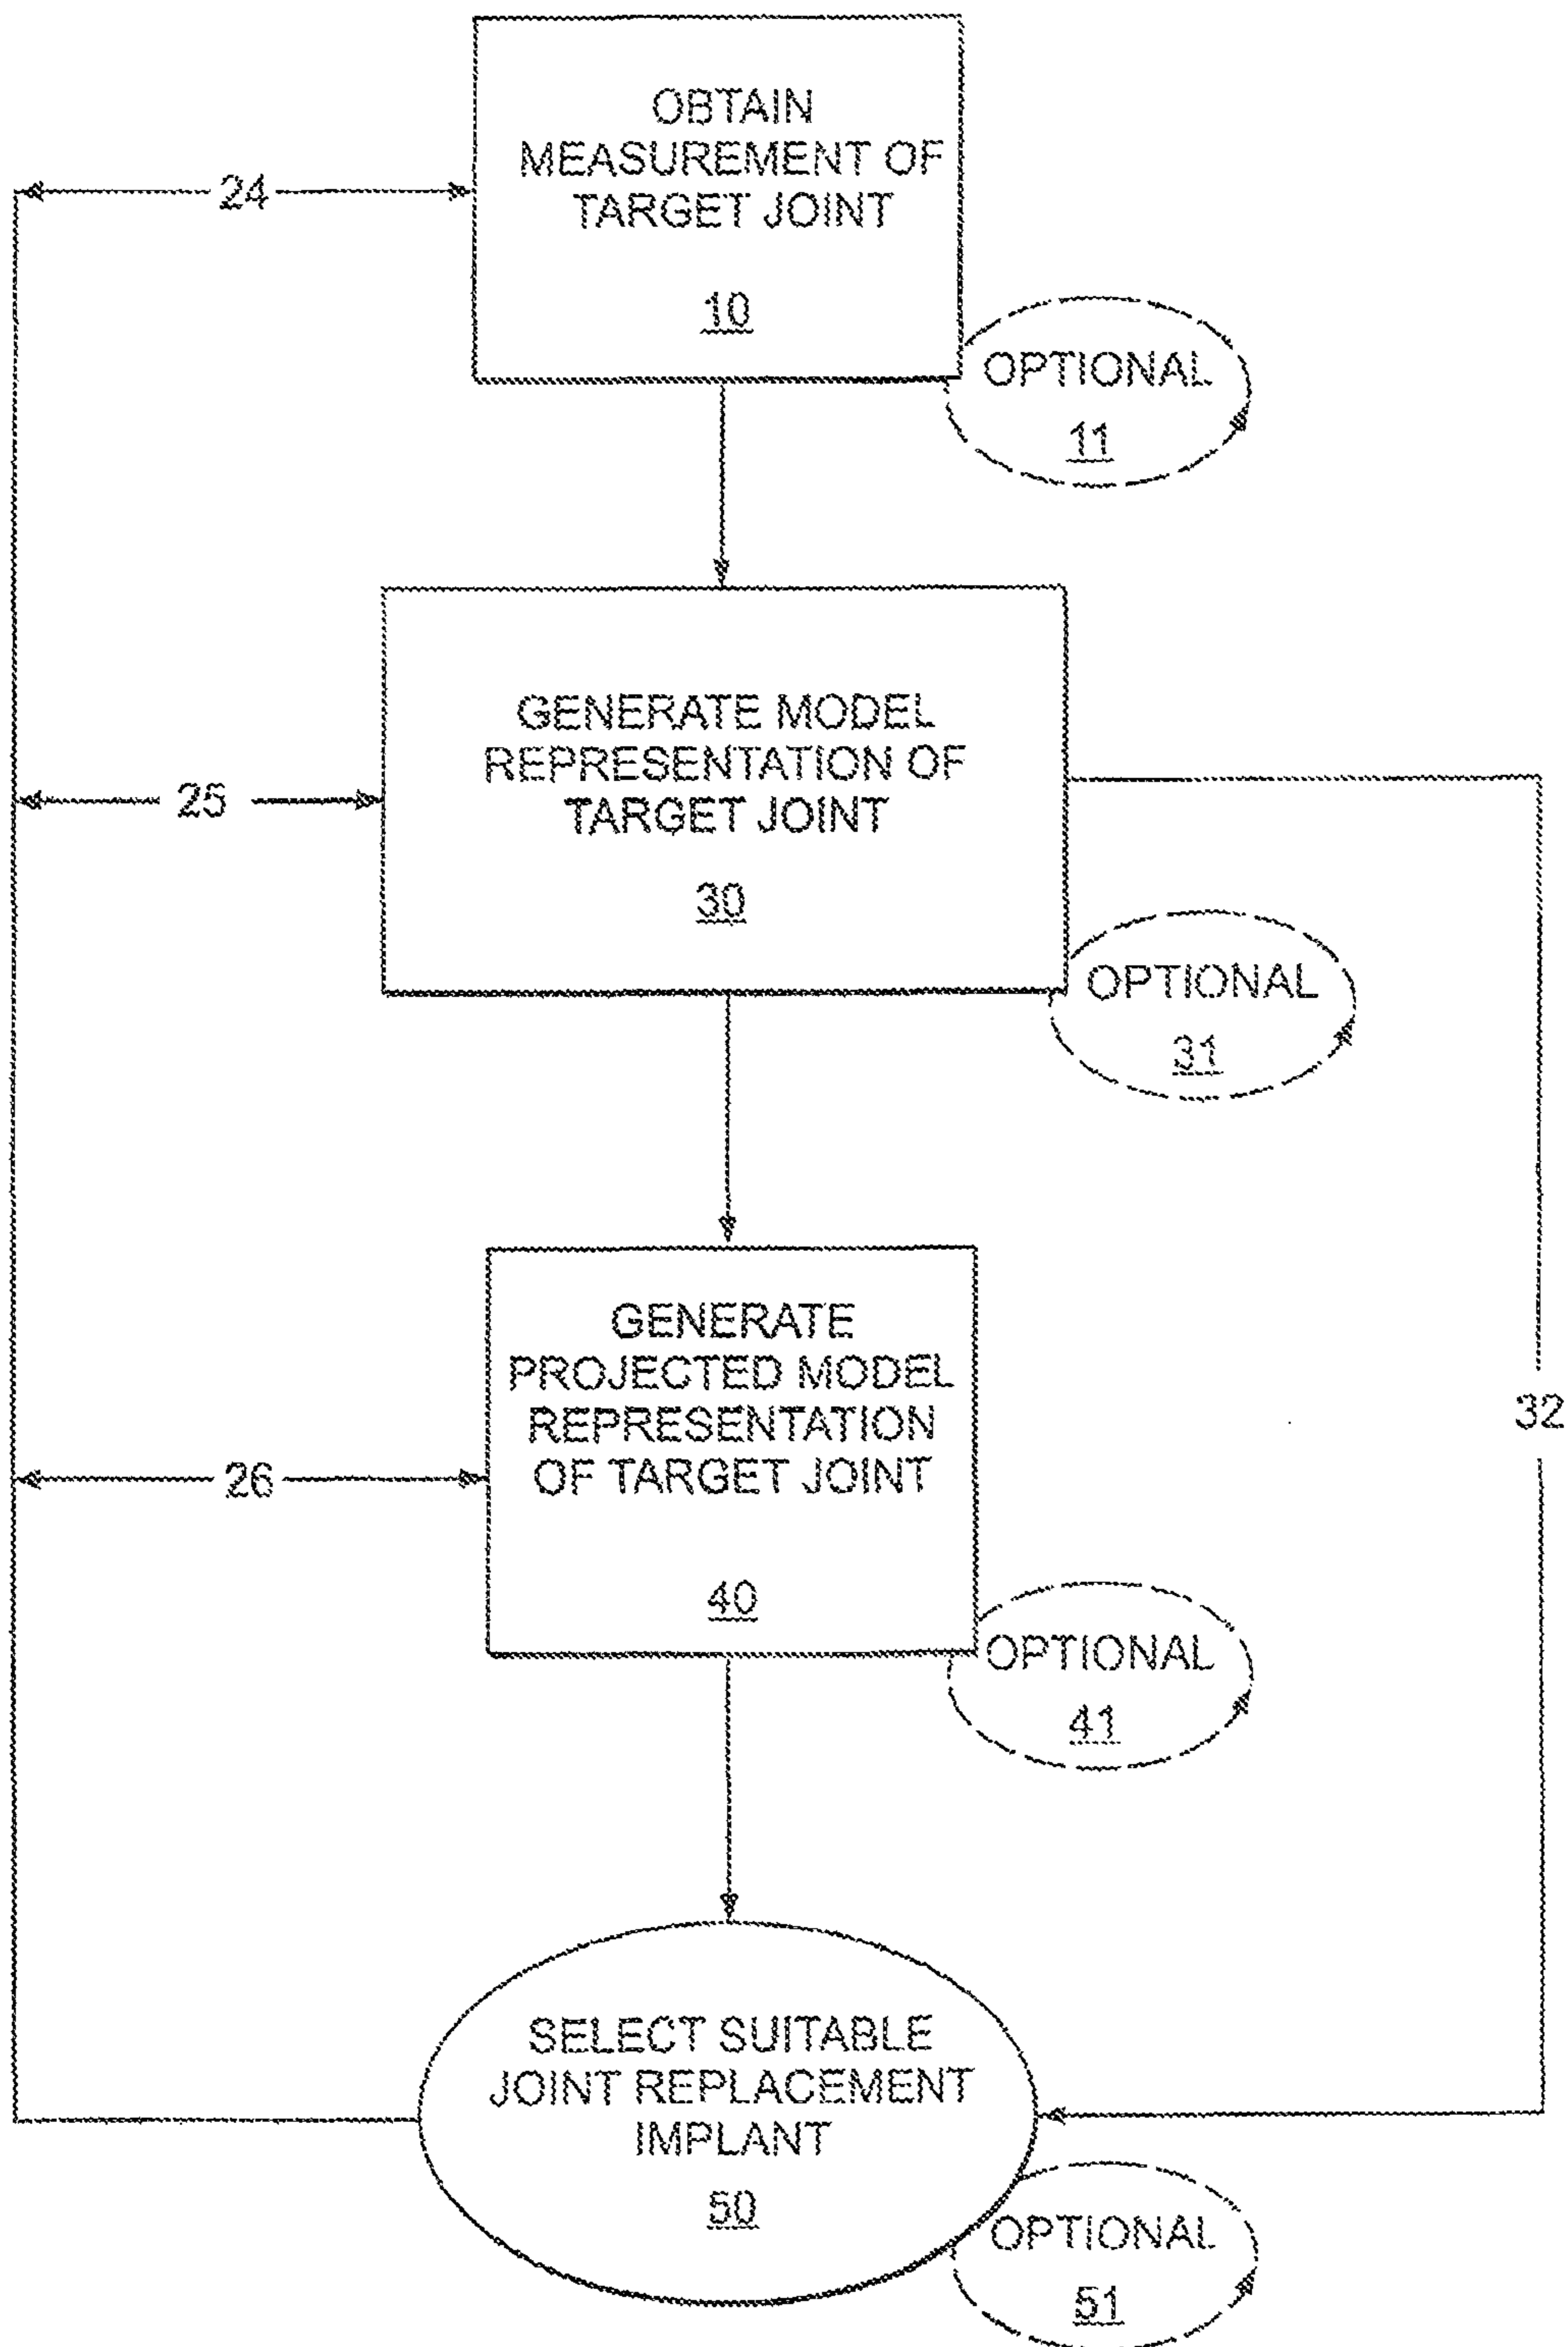 OBTAIN
MEASUREMENT OF
TARGET JOINT
10
24
OPTIONAL
11
GENERATE MODEL
REPRESENTATION OF
TARGET JOINT
30
25
OPTIONAL
31
GENERATE
PROJECTED MODEL
REPRESENTATION
OF TARGET JOINT
40
32
26
OPTIONAL
41
SELECT SUITABLE
JOINT REPLACEMENT
IMPLANT
50
OPTIONAL
51